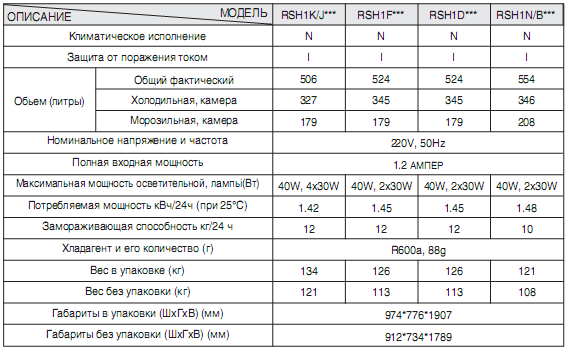 ОПИСАНИЕ МОДЕЛЬ RSH1K/J*** RSH1F*** RSH1D*** RSH1N/B***
Климатическое исполнение N N N N
Защита от поражения током I I I I
Обьем (литры) Общий фактический 506 524 524 554
Холодильная, камера 327 345 345 346
Морозильная, камера 179 179 179 208
Номинальное напряжение и частота 220V, 50Hz
Полная входная мощность 1.2 АМПЕР
Максимальная мощность осветительной, лампы(Вт) 40W, 4x30W 40W, 2x30W 40W, 2x30W 40W, 2x30W
Потребляемая мощность кВч/24ч (при 25°C) 1.42 1.45 1.45 1.48
Замораживающая способность кг/24 ч 12 12 12 10
Хладагент и его количество (г) R600a, 88g
Вес в упаковке (кг) 134 126 126 121
Вес без упаковки (кг) 121 113 113 108
Габариты в упаковки (ШхГхВ) (мм) 974*776*1907
Габариты без упаковки (ШхГхВ) (мм) 912*734*1789